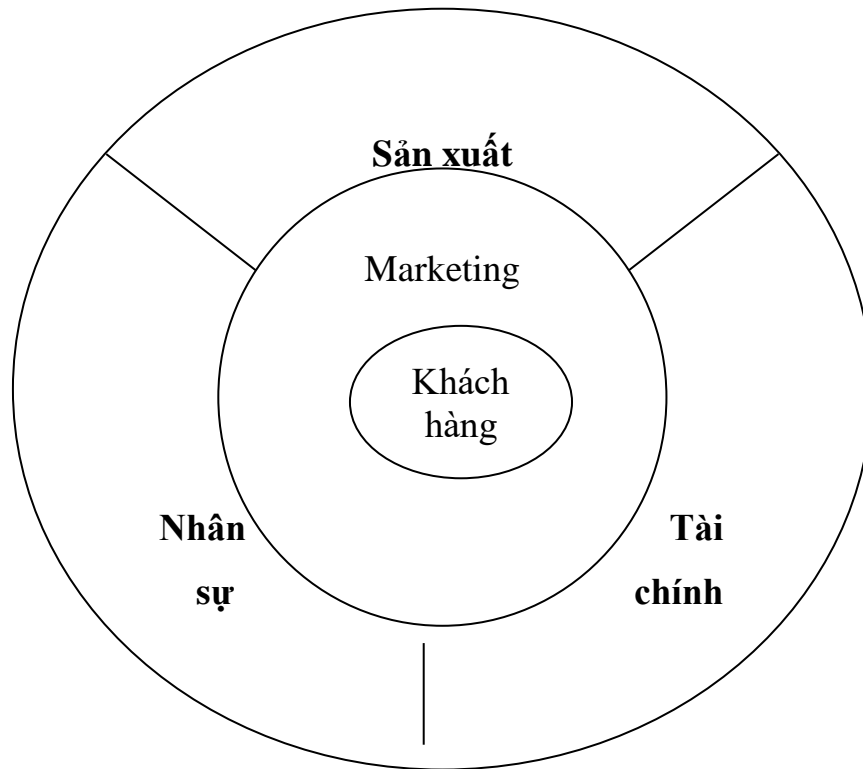 Sản xuất
Marketing
Khách
hàng
Nhân
sự
Tài
chính